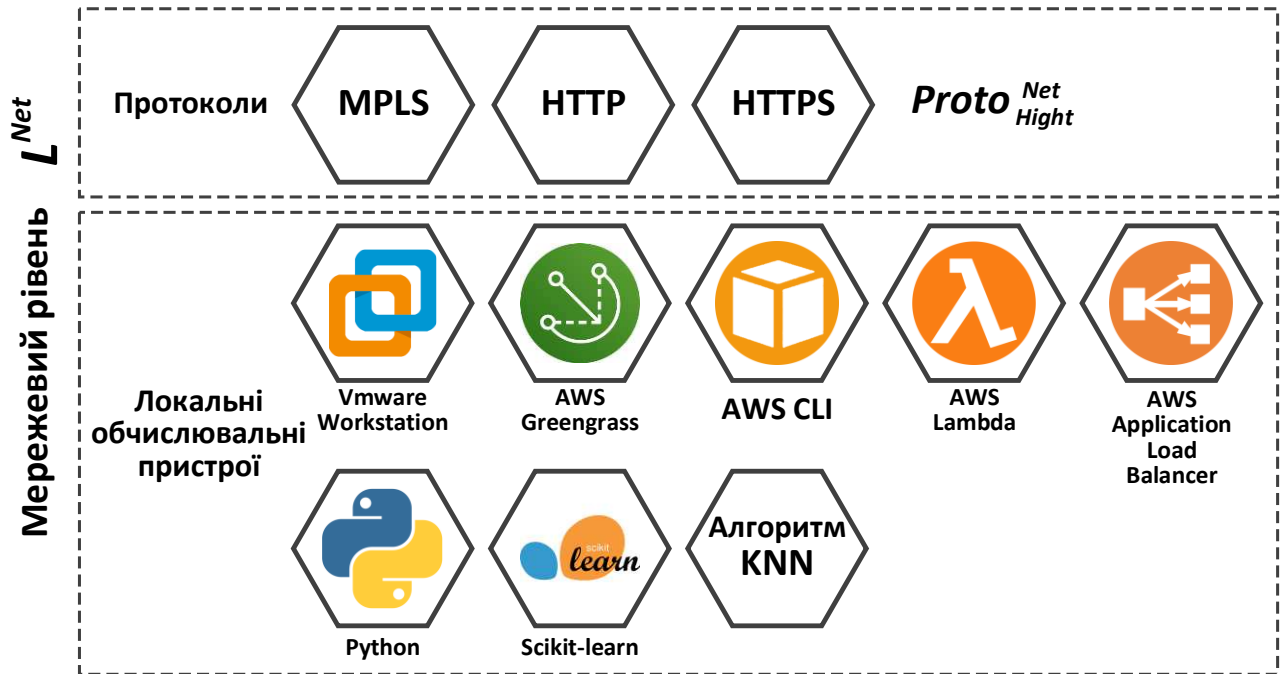 Мережевий рівень L^Net
Протоколи
MPLS
HTTP
HTTPS
Proto Net
Hight
Локальні
обчислювальні
пристрої
Vmware
Workstation
AWS
Greengrass
AWS CLI
AWS
Lambda
AWS
Application
Load
Balancer
Python
scikit
learn
Scikit-learn
Алгоритм
KNN